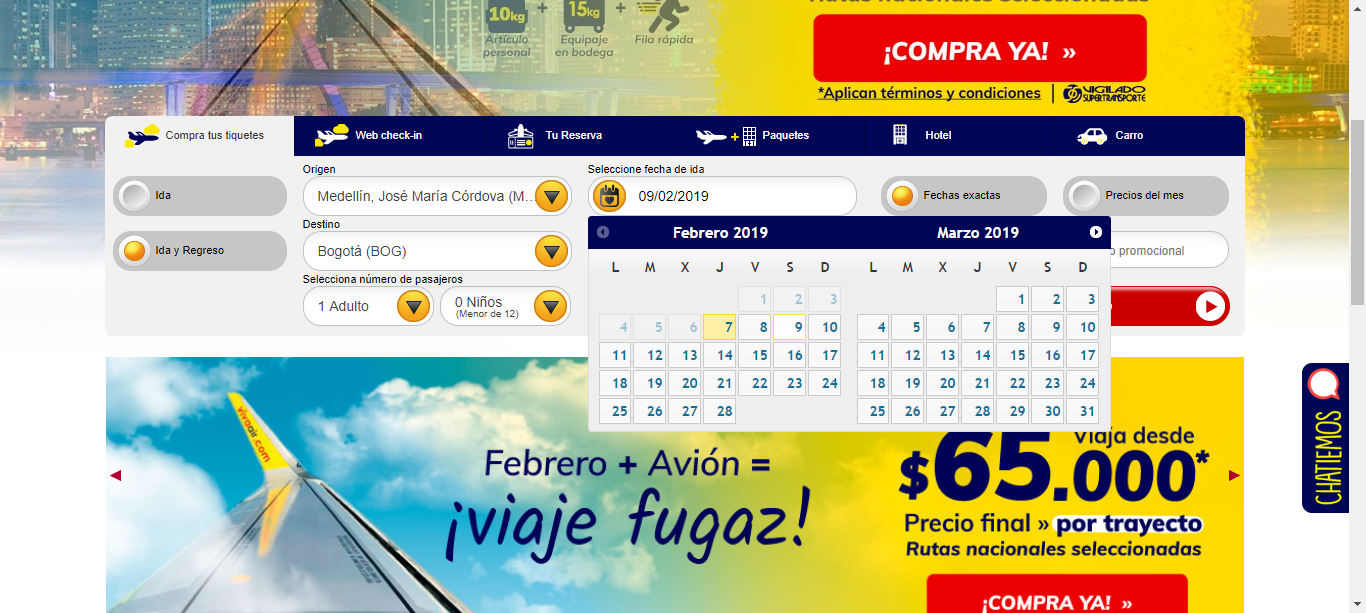 Rutas nacionales seleccionadas
10kg + 15kg +
Artículo personal
Equipaje en bodega
Fila rápida
¡COMPRA YA! »
*Aplican términos y condiciones | VIGILADO SUPERTRANSPORTE
Compra tus tiquetes
Web check-in
Tu Reserva
Paquetes
Hotel
Carro
Ida
Ida y Regreso
Origen
Medellín, José María Córdova (M...
Destino
Bogotá (BOG)
Selecciona número de pasajeros
1 Adulto
0 Niños
(Menor de 12)
Seleccione fecha de ida
09/02/2019
Fechas exactas
Precios del mes
promocional
Febrero 2019
L M X J V S D
1 2 3
4 5 6 7 8 9 10
11 12 13 14 15 16 17
18 19 20 21 22 23 24
25 26 27 28
Marzo 2019
L M X J V S D
1 2 3
4 5 6 7 8 9 10
11 12 13 14 15 16 17
18 19 20 21 22 23 24
25 26 27 28 29 30 31
vivaair.com
Febrero + Avión =
¡viaje fugaz!
Viaja desde
$65.000*
Precio final » por trayecto
Rutas nacionales seleccionadas
¡COMPRA YA! »
CHATIEMOS